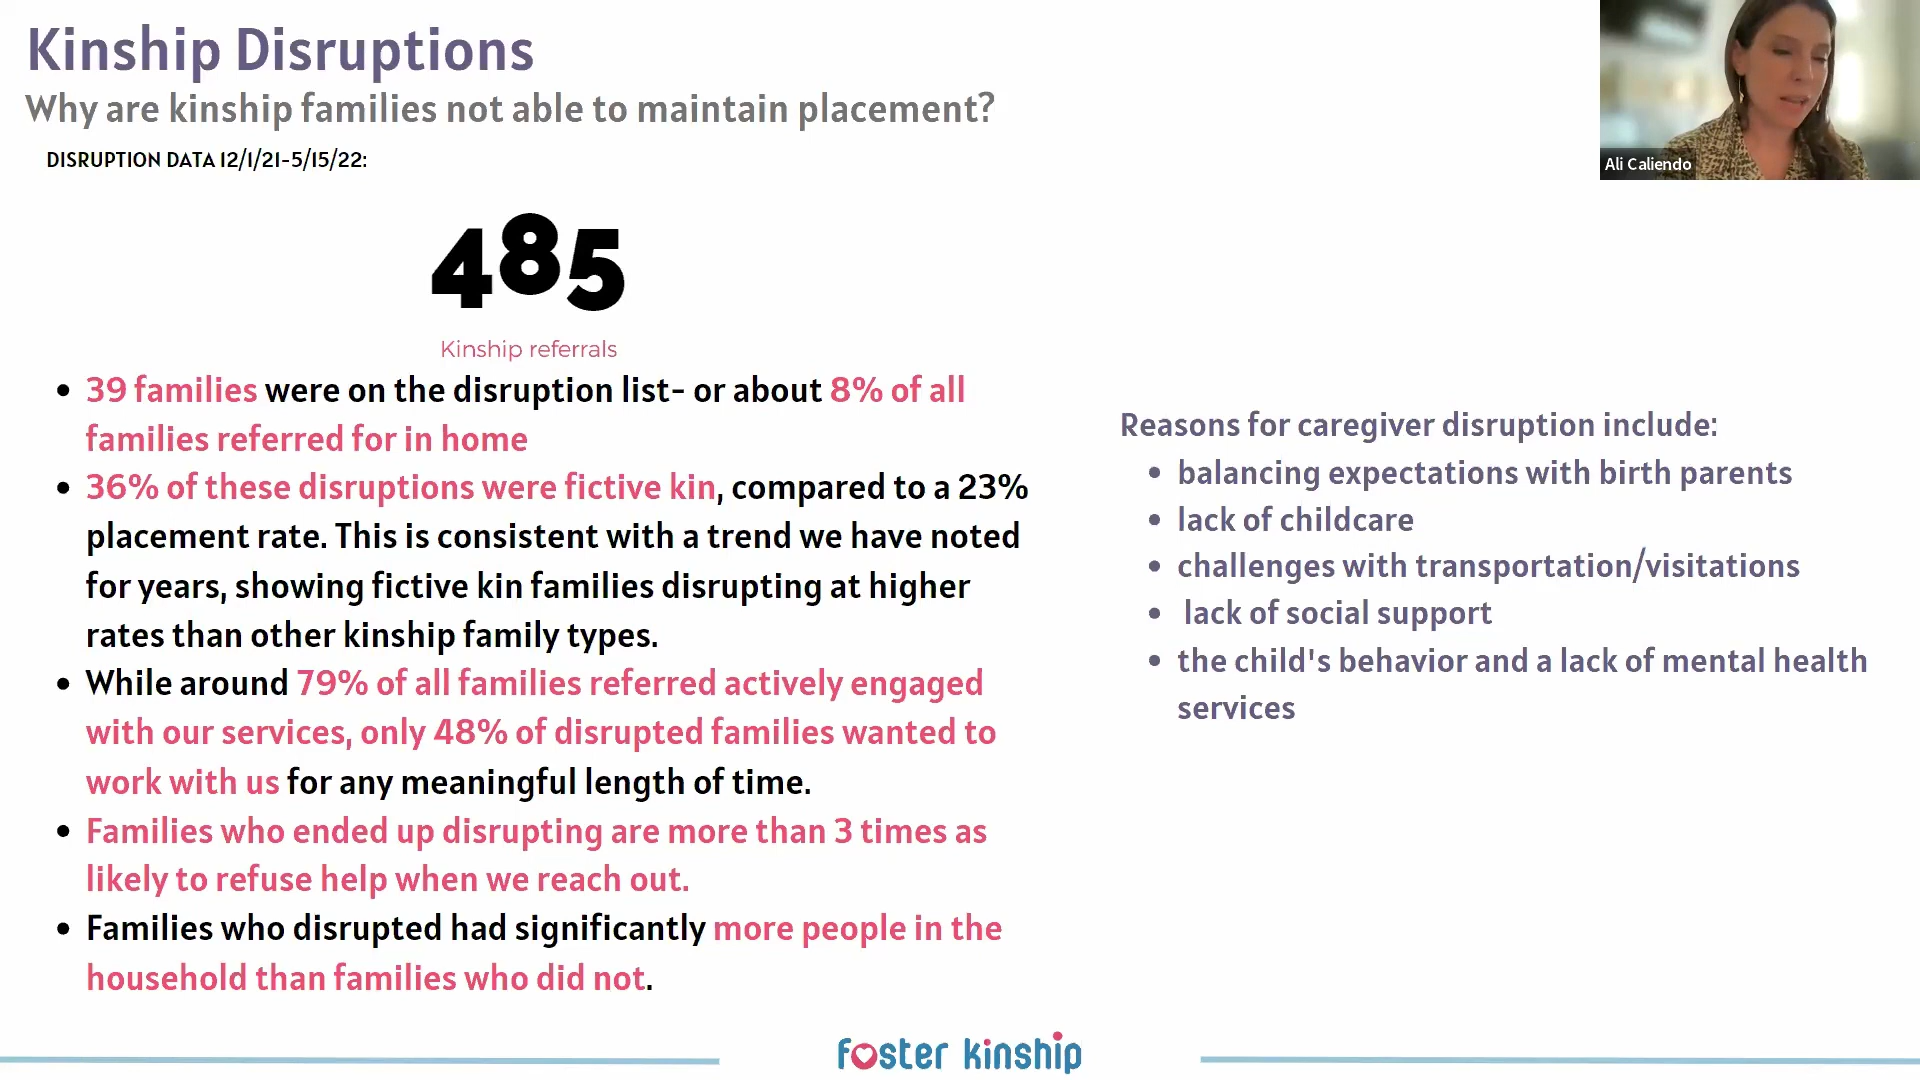 Kinship Disruptions
Why are kinship families not able to maintain placement?
DISRUPTION DATA 12/1/21-5/15/22:
Ali Caliendo
485
Kinship referrals
• 39 families were on the disruption list- or about 8% of all
families referred for in home
• 36% of these disruptions were fictive kin, compared to a 23%
placement rate. This is consistent with a trend we have noted
for years, showing fictive kin families disrupting at higher
rates than other kinship family types.
• While around 79% of all families referred actively engaged
with our services, only 48% of disrupted families wanted to
work with us for any meaningful length of time.
• Families who ended up disrupting are more than 3 times as
likely to refuse help when we reach out.
• Families who disrupted had significantly more people in the
household than families who did not.
Reasons for caregiver disruption include:
• balancing expectations with birth parents
• lack of childcare
• challenges with transportation/visitations
• lack of social support
• the child's behavior and a lack of mental health
services
foster kinship